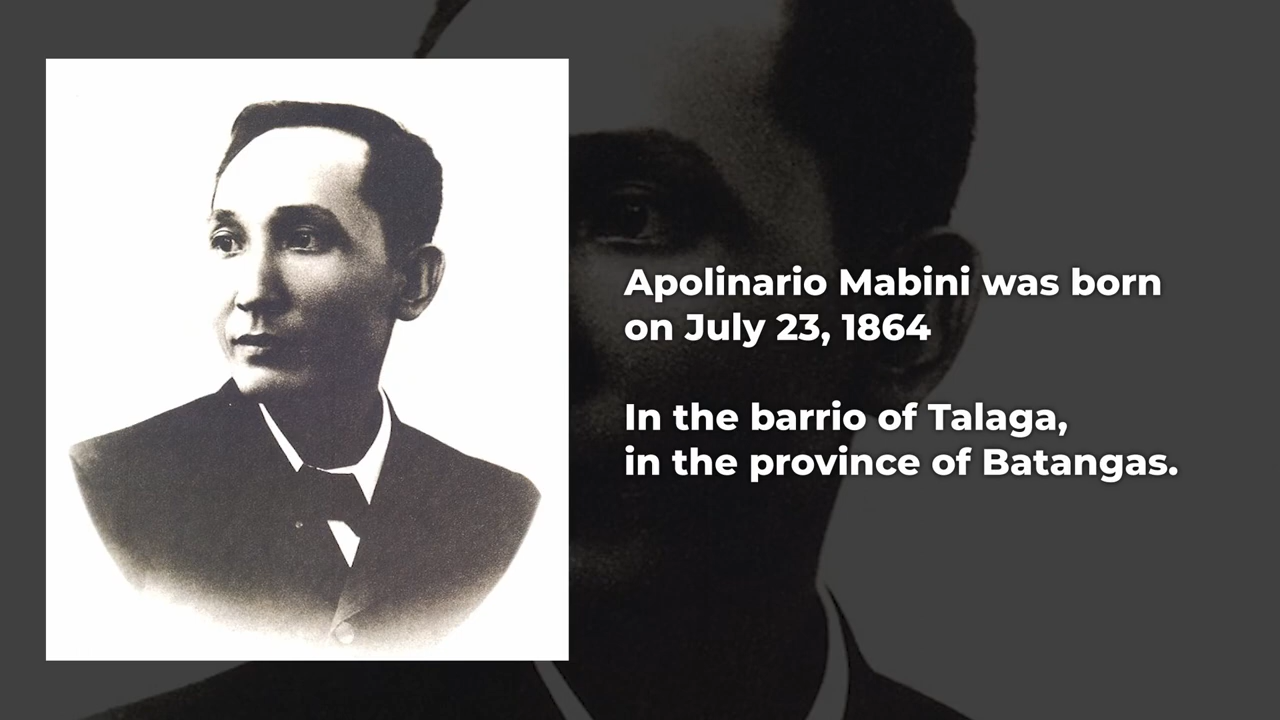 Apolinario Mabini was born
on July 23, 1864
In the barrio of Talaga,
in the province of Batangas.